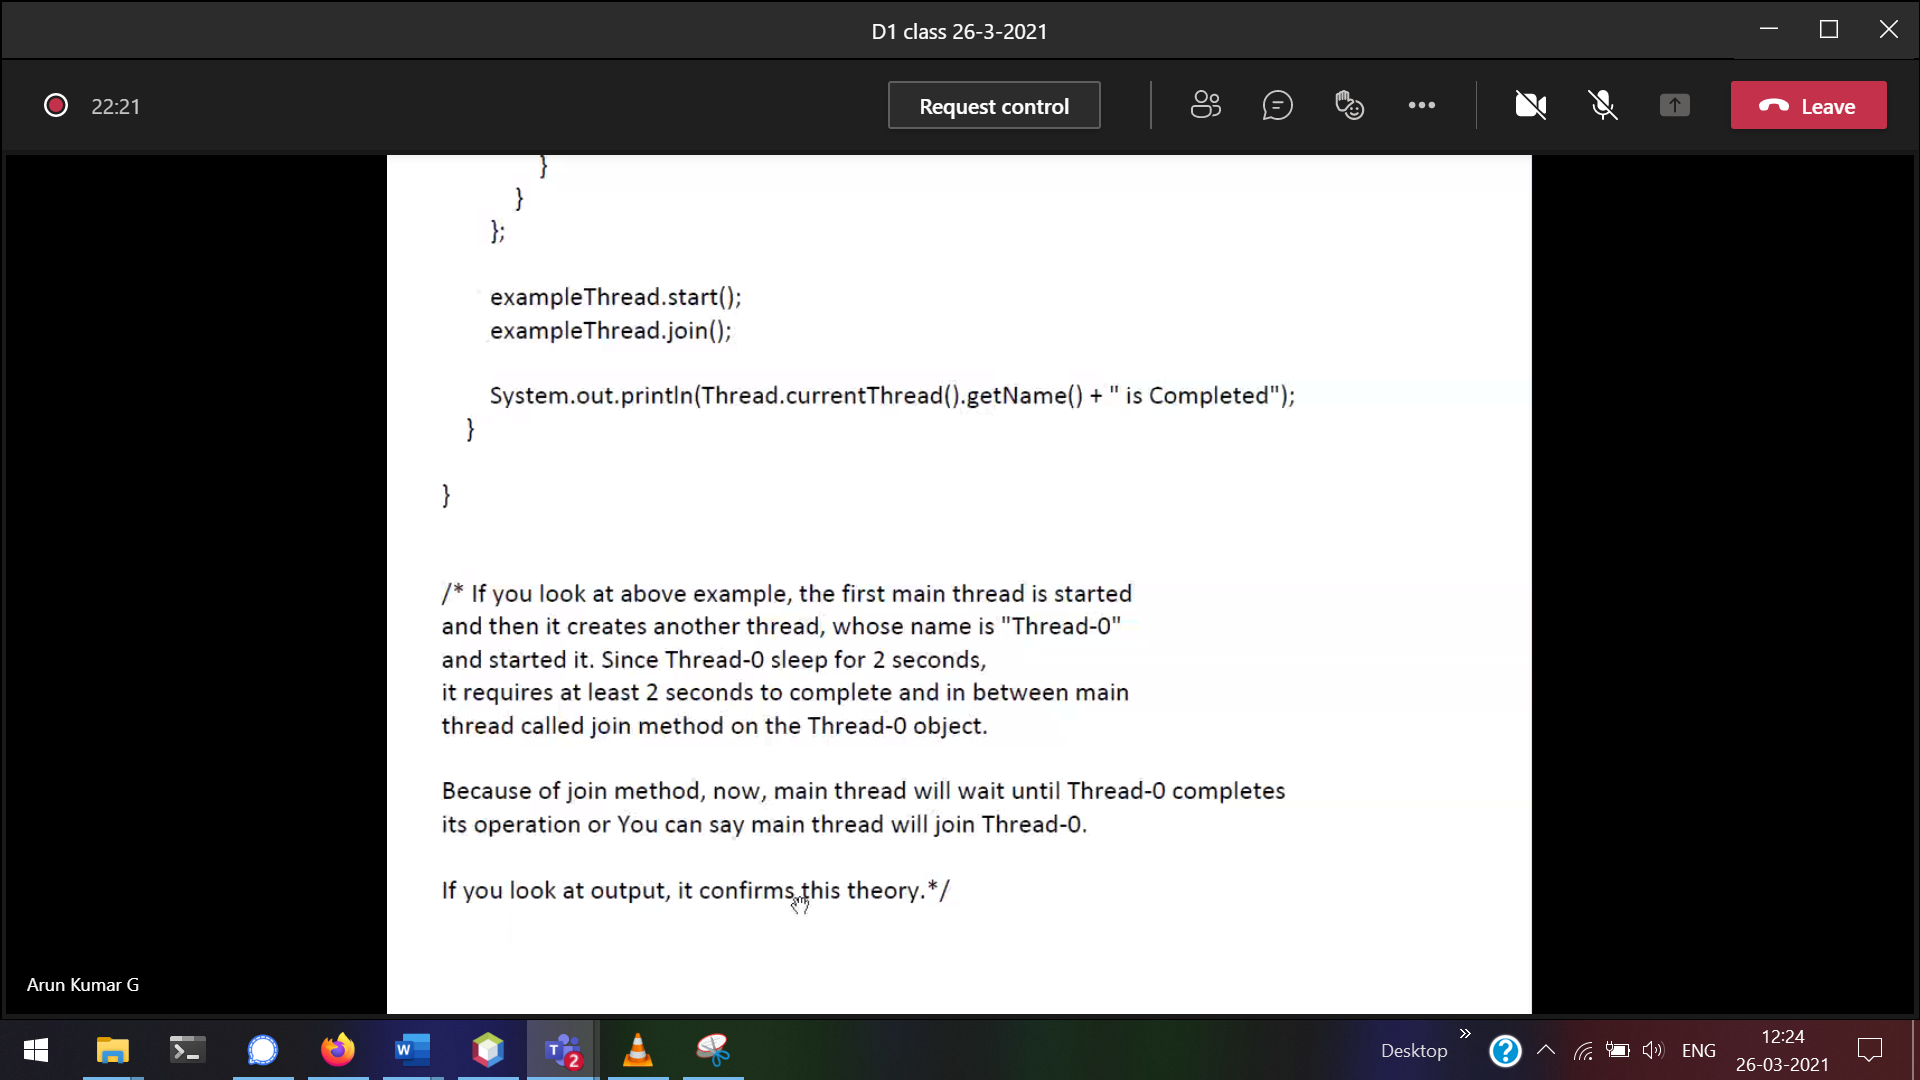 D1 class 26-3-2021
22:21
Request control
Leave
}
}
};
exampleThread.start();
exampleThread.join();
System.out.println(Thread.currentThread().getName() + " is Completed");
}
}
/* If you look at above example, the first main thread is started
and then it creates another thread, whose name is "Thread-0"
and started it. Since Thread-0 sleep for 2 seconds,
it requires at least 2 seconds to complete and in between main
thread called join method on the Thread-0 object.
Because of join method, now, main thread will wait until Thread-0 completes
its operation or You can say main thread will join Thread-0.
If you look at output, it confirms this theory.*/
Arun Kumar G
W
T
2
Desktop
ENG
12:24
26-03-2021